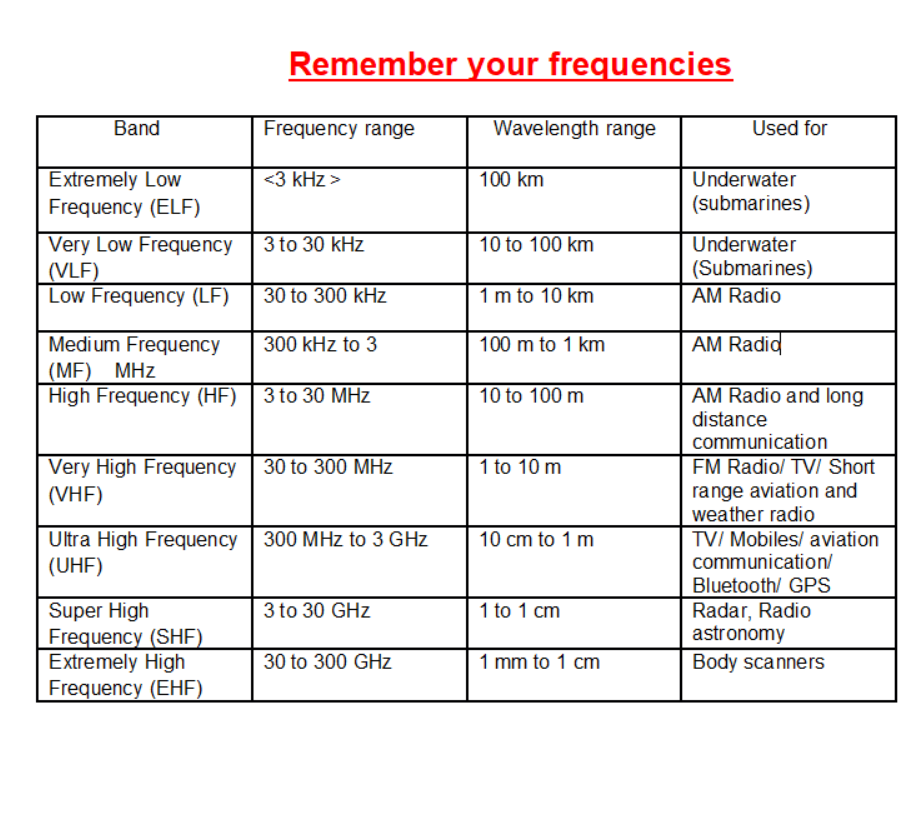 Remember your frequencies
Band Frequency range Wavelength range Used for
Extremely Low <3 kHz > 100 km Underwater
Frequency (ELF) (submarines)
Very Low Frequency 3 to 30 kHz 10 to 100 km Underwater
(VLF) (Submarines)
Low Frequency (LF) 30 to 300 kHz 1 m to 10 km AM Radio
Medium Frequency 300 kHz to 3 100 m to 1 km AM Radio
(MF) MHz
High Frequency (HF) 3 to 30 MHz 10 to 100 m AM Radio and long
distance
communication
Very High Frequency 30 to 300 MHz 1 to 10 m FM Radio/ TV/ Short
(VHF) range aviation and
weather radio
Ultra High Frequency 300 MHz to 3 GHz 10 cm to 1 m TV/ Mobiles/ aviation
(UHF) communication/
Bluetooth/ GPS
Super High 3 to 30 GHz 1 to 1 cm Radar, Radio
Frequency (SHF) astronomy
Extremely High 30 to 300 GHz 1 mm to 1 cm Body scanners
Frequency (EHF)